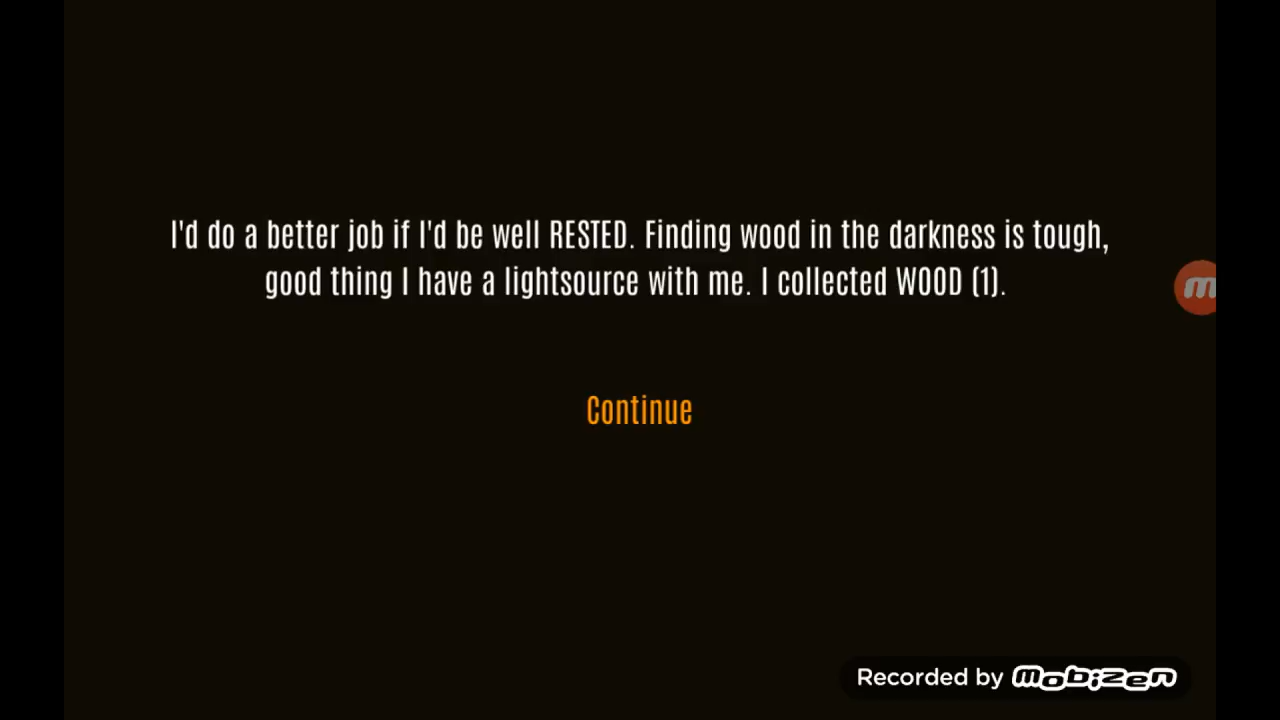 I'd do a better job if I'd be well RESTED. Finding wood in the darkness is tough,
good thing I have a lightsource with me. I collected WOOD (1).
m
Continue
Recorded by mobizen